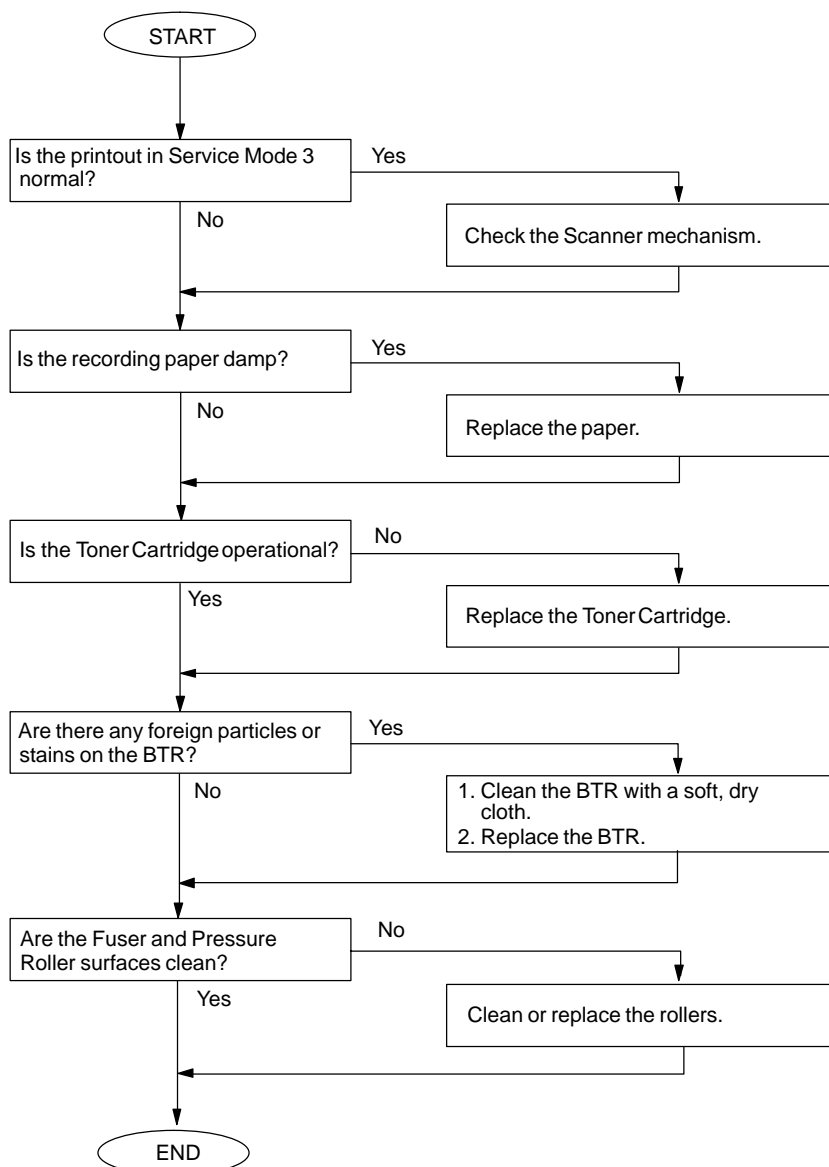 START
Is the printout in Service Mode 3
normal?
Yes
No
Check the Scanner mechanism.
Is the recording paper damp?
Yes
No
Replace the paper.
Is the Toner Cartridge operational?
No
Yes
Replace the Toner Cartridge.
Are there any foreign particles or
stains on the BTR?
Yes
No
1. Clean the BTR with a soft, dry
cloth.
2. Replace the BTR.
Are the Fuser and Pressure
Roller surfaces clean?
No
Yes
Clean or replace the rollers.
END